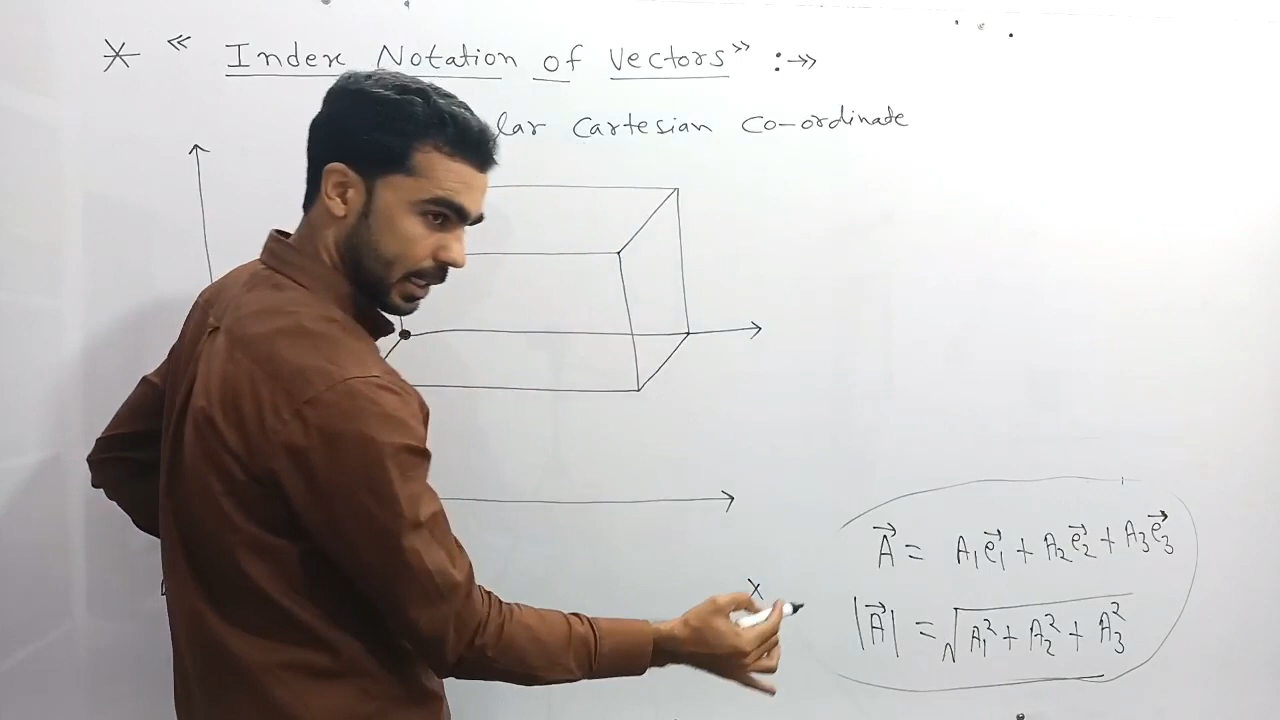 * « Index Notation of Vectors » :→»
lar Cartesian Co-ordinate
X
A⃗ = A₁e⃗₁ + A₂e⃗₂ + A₃e⃗₃
|A⃗| = √(A₁² + A₂² + A₃²)